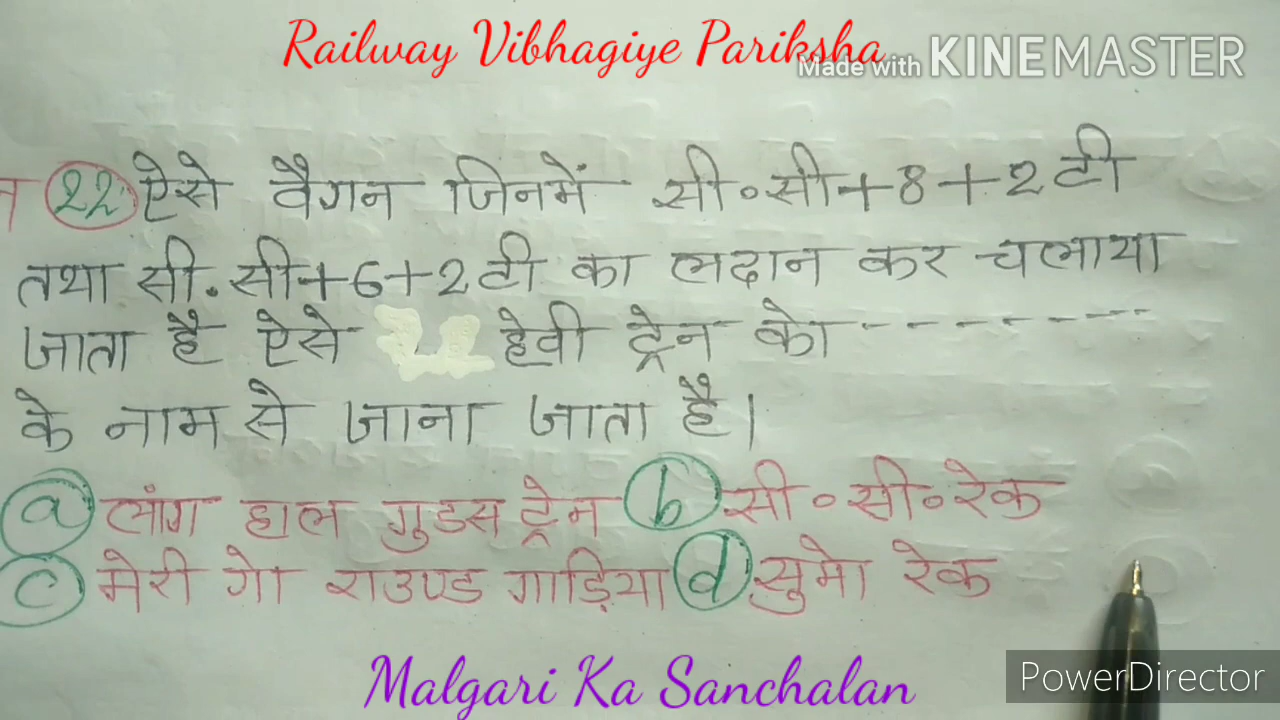 Railway Vibhagiye Pariksha
Made with KINEMASTER
न 22 ऐसे वैगन जिनमें सी॰सी+8+2टी
तथा सी.सी+6+2टी का लदान कर चलाया
जाता है ऐसे हेवी ट्रेन को --------
के नाम से जाना जाता है।
a लांग हाल गुडस ट्रेन b सी॰सी॰रेक
c मेरी गो राउण्ड गाड़िया d सुमो रेक
Malgari Ka Sanchalan
PowerDirector